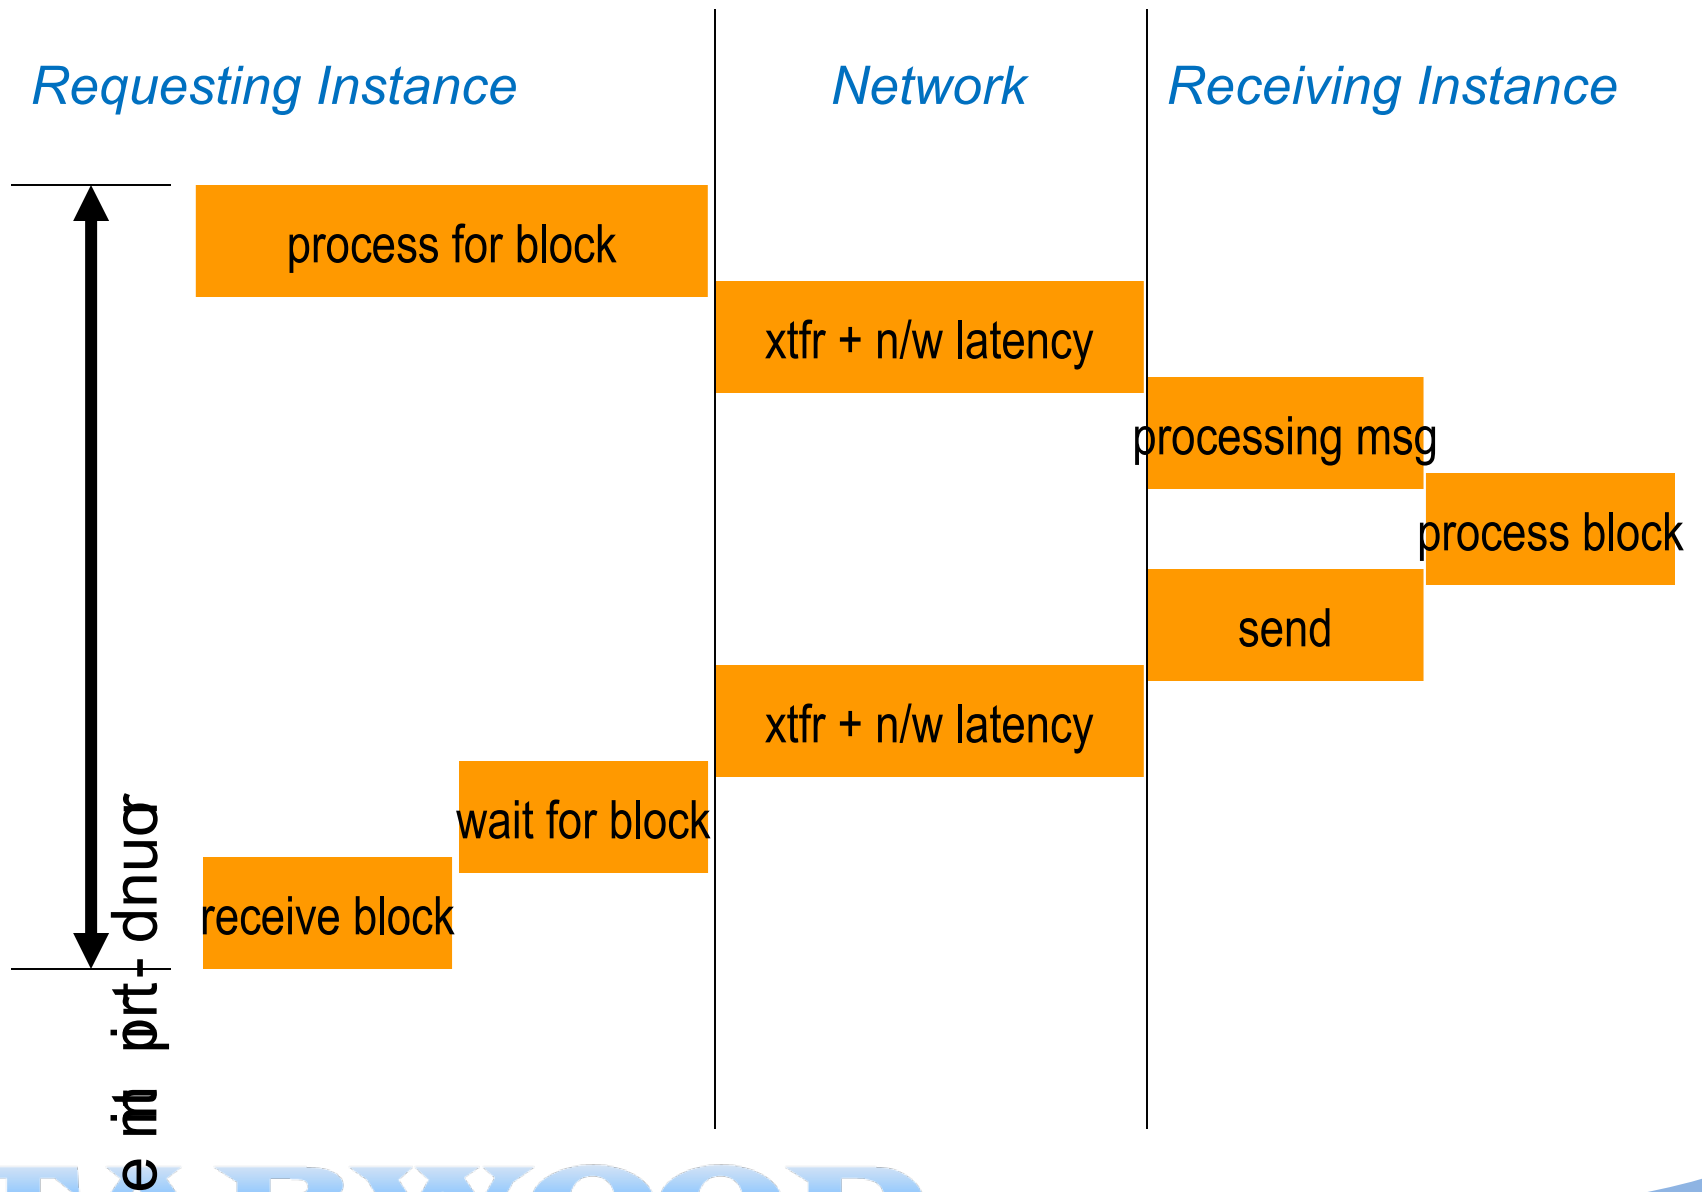 Requesting Instance
Network
Receiving Instance
process for block
xtfr + n/w latency
processing msg
process block
send
xtfr + n/w latency
wait for block
receive block